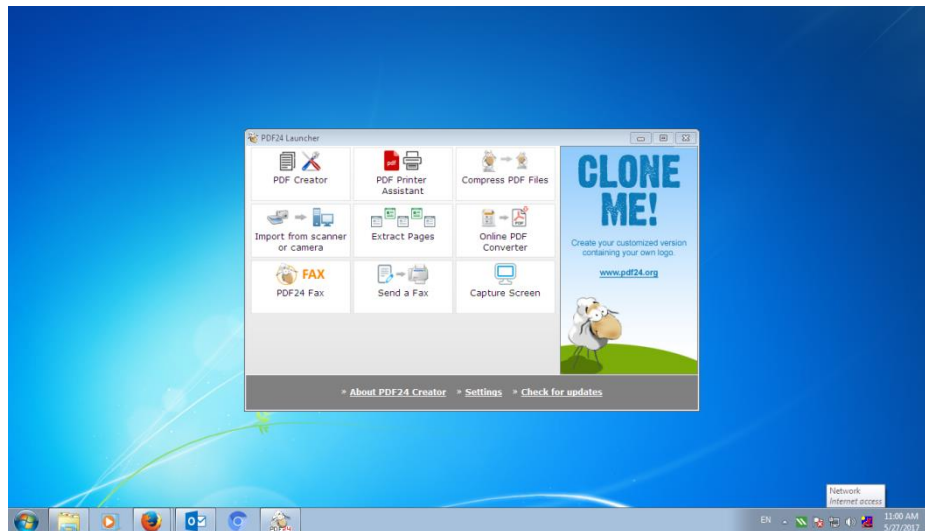 PDF24 Launcher
PDF Creator
PDF Printer
Assistant
Compress PDF Files
Import from scanner
or camera
Extract Pages
Online PDF
Converter
FAX
PDF24 Fax
Send a Fax
Capture Screen
CLONE
ME!
Create your customized version
containing your own logo.
www.pdf24.org
» About PDF24 Creator » Settings » Check for updates
Network
Internet access
EN
11:00 AM
5/27/2017